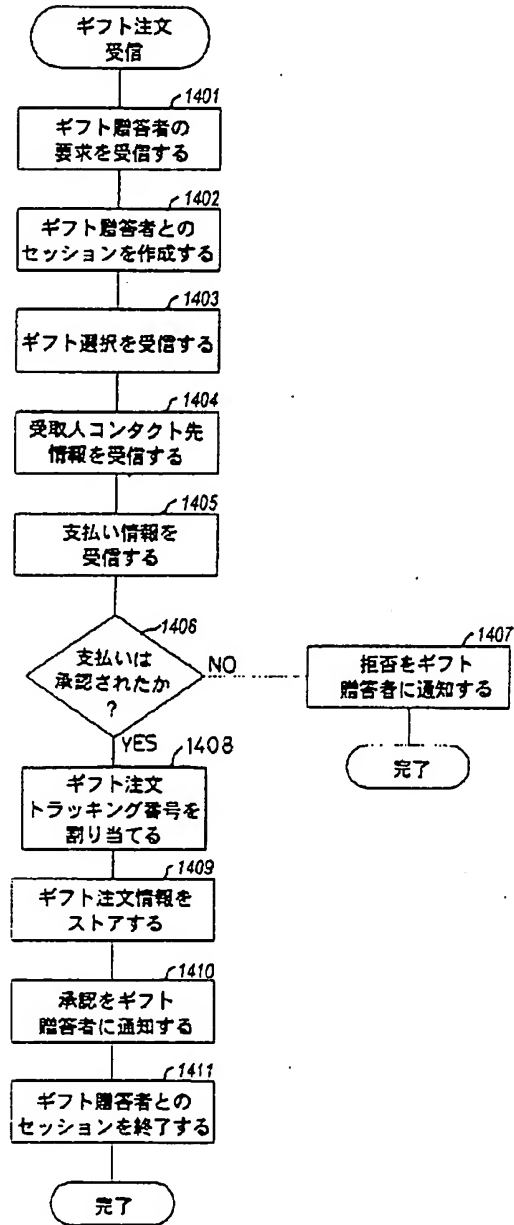 ギフト注文
受信
1401
ギフト贈答者の
要求を受信する
1402
ギフト贈答者との
セッションを作成する
1403
ギフト選択を受信する
1404
受取人コンタクト先
情報を受信する
1405
支払い情報を
受信する
1406
支払いは
承認されたか
?
NO
1407
拒否をギフト
贈答者に通知する
完了
YES
1408
ギフト注文
トラッキング番号を
割り当てる
1409
ギフト注文情報を
ストアする
1410
承認をギフト
贈答者に通知する
1411
ギフト贈答者との
セッションを終了する
完了